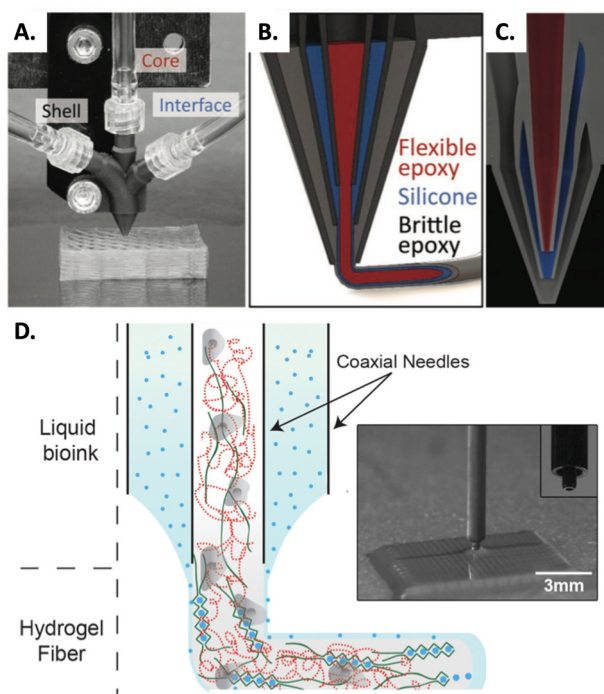 A.
Core
Shell
Interface
B.
Flexible
epoxy
Silicone
Brittle
epoxy
C.
D.
Liquid
bioink
Coaxial Needles
3mm
Hydrogel
Fiber